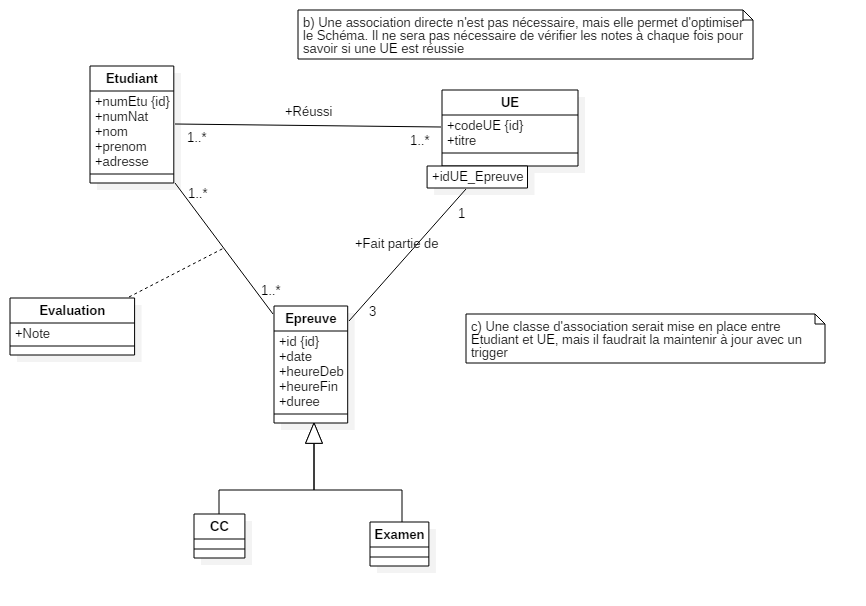 b) Une association directe n'est pas nécessaire, mais elle permet d'optimiser
le Schéma. Il ne sera pas nécessaire de vérifier les notes à chaque fois pour
savoir si une UE est réussie
Etudiant
+numEtu {id}
+numNat
+nom
+prenom
+adresse
+Réussi
1..*
1..*
UE
+codeUE {id}
+titre
+idUE_Epreuve
1..*
1
+Fait partie de
1..*
3
Evaluation
+Note
Epreuve
+id {id}
+date
+heureDeb
+heureFin
+duree
c) Une classe d'association serait mise en place entre
Etudiant et UE, mais il faudrait la maintenir à jour avec un
trigger
CC
Examen